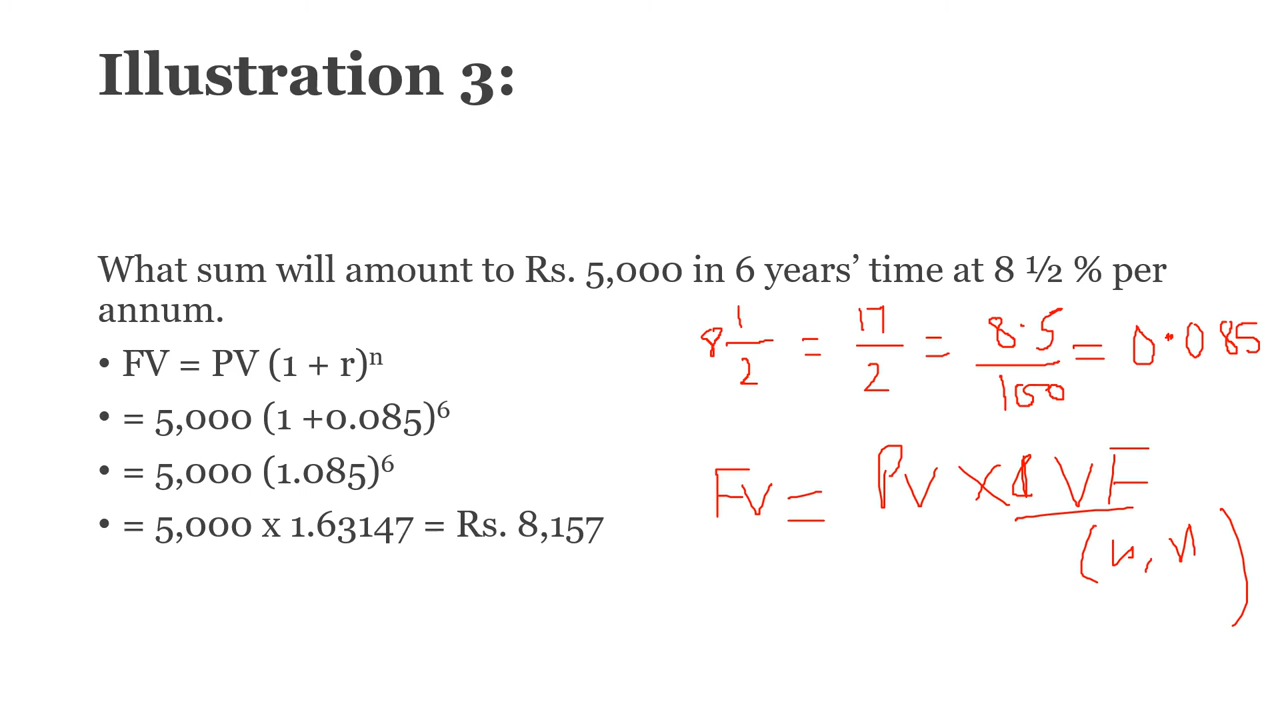 Illustration 3:
What sum will amount to Rs. 5,000 in 6 years’ time at 8 ½ % per
annum.
• FV = PV (1 + r)ⁿ
• = 5,000 (1 +0.085)⁶
• = 5,000 (1.085)⁶
• = 5,000 x 1.63147 = Rs. 8,157
8 1/2 = 17/2 = 8.5/100 = 0.085
FV = PV × VF